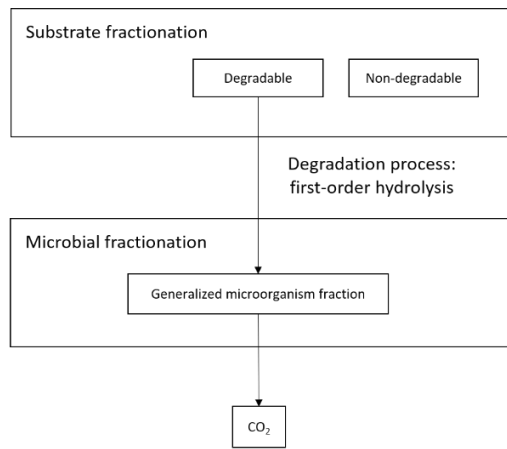 Substrate fractionation
Degradable
Non-degradable
Degradation process:
first-order hydrolysis
Microbial fractionation
Generalized microorganism fraction
CO₂